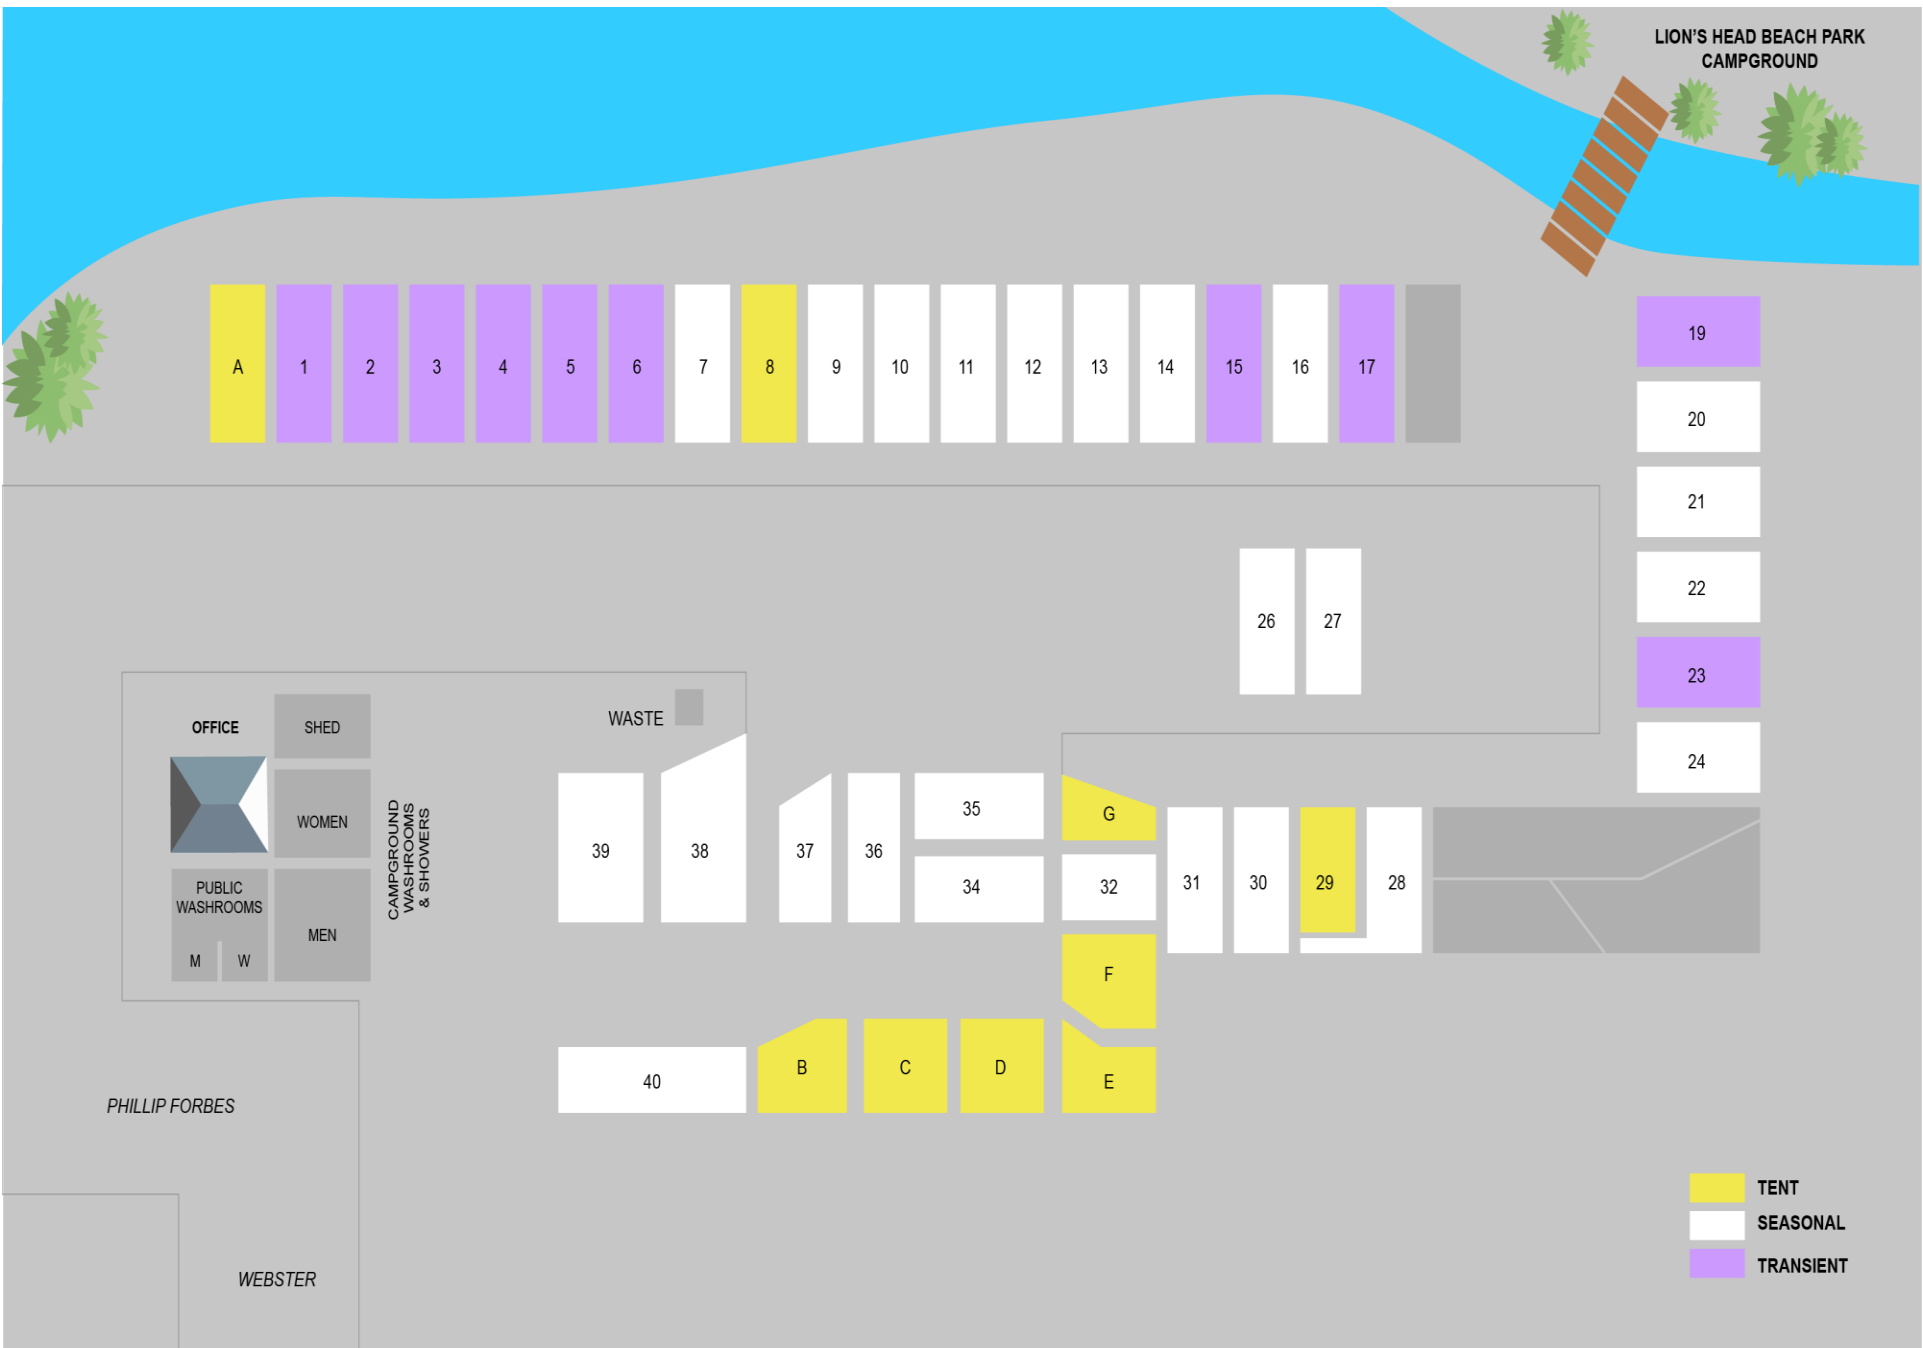 LION'S HEAD BEACH PARK
CAMPGROUND
A
1
2
3
4
5
6
7
8
9
10
11
12
13
14
15
16
17
19
20
21
22
23
24
26
27
OFFICE
SHED
WOMEN
PUBLIC
WASHROOMS
M
W
MEN
CAMPGROUND
WASHROOMS
& SHOWERS
WASTE
39
38
37
36
35
34
G
32
F
31
30
29
28
40
B
C
D
E
PHILLIP FORBES
WEBSTER
TENT
SEASONAL
TRANSIENT